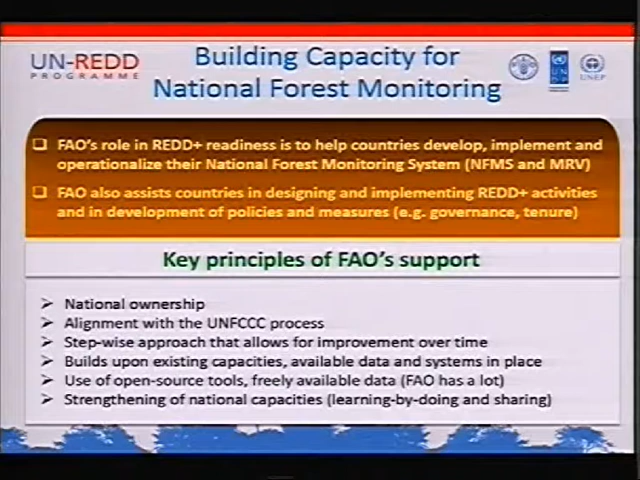 UN-REDD
PROGRAMME
Building Capacity for
National Forest Monitoring
UNEP
FAO's role in REDD+ readiness is to help countries develop, implement and
operationalize their National Forest Monitoring System (NFMS and MRV)
FAO also assists countries in designing and implementing REDD+ activities
and in development of policies and measures (e.g. governance, tenure)
Key principles of FAO's support
National ownership
Alignment with the UNFCCC process
Step-wise approach that allows for improvement over time
Builds upon existing capacities, available data and systems in place
Use of open-source tools, freely available data (FAO has a lot)
Strengthening of national capacities (learning-by-doing and sharing)